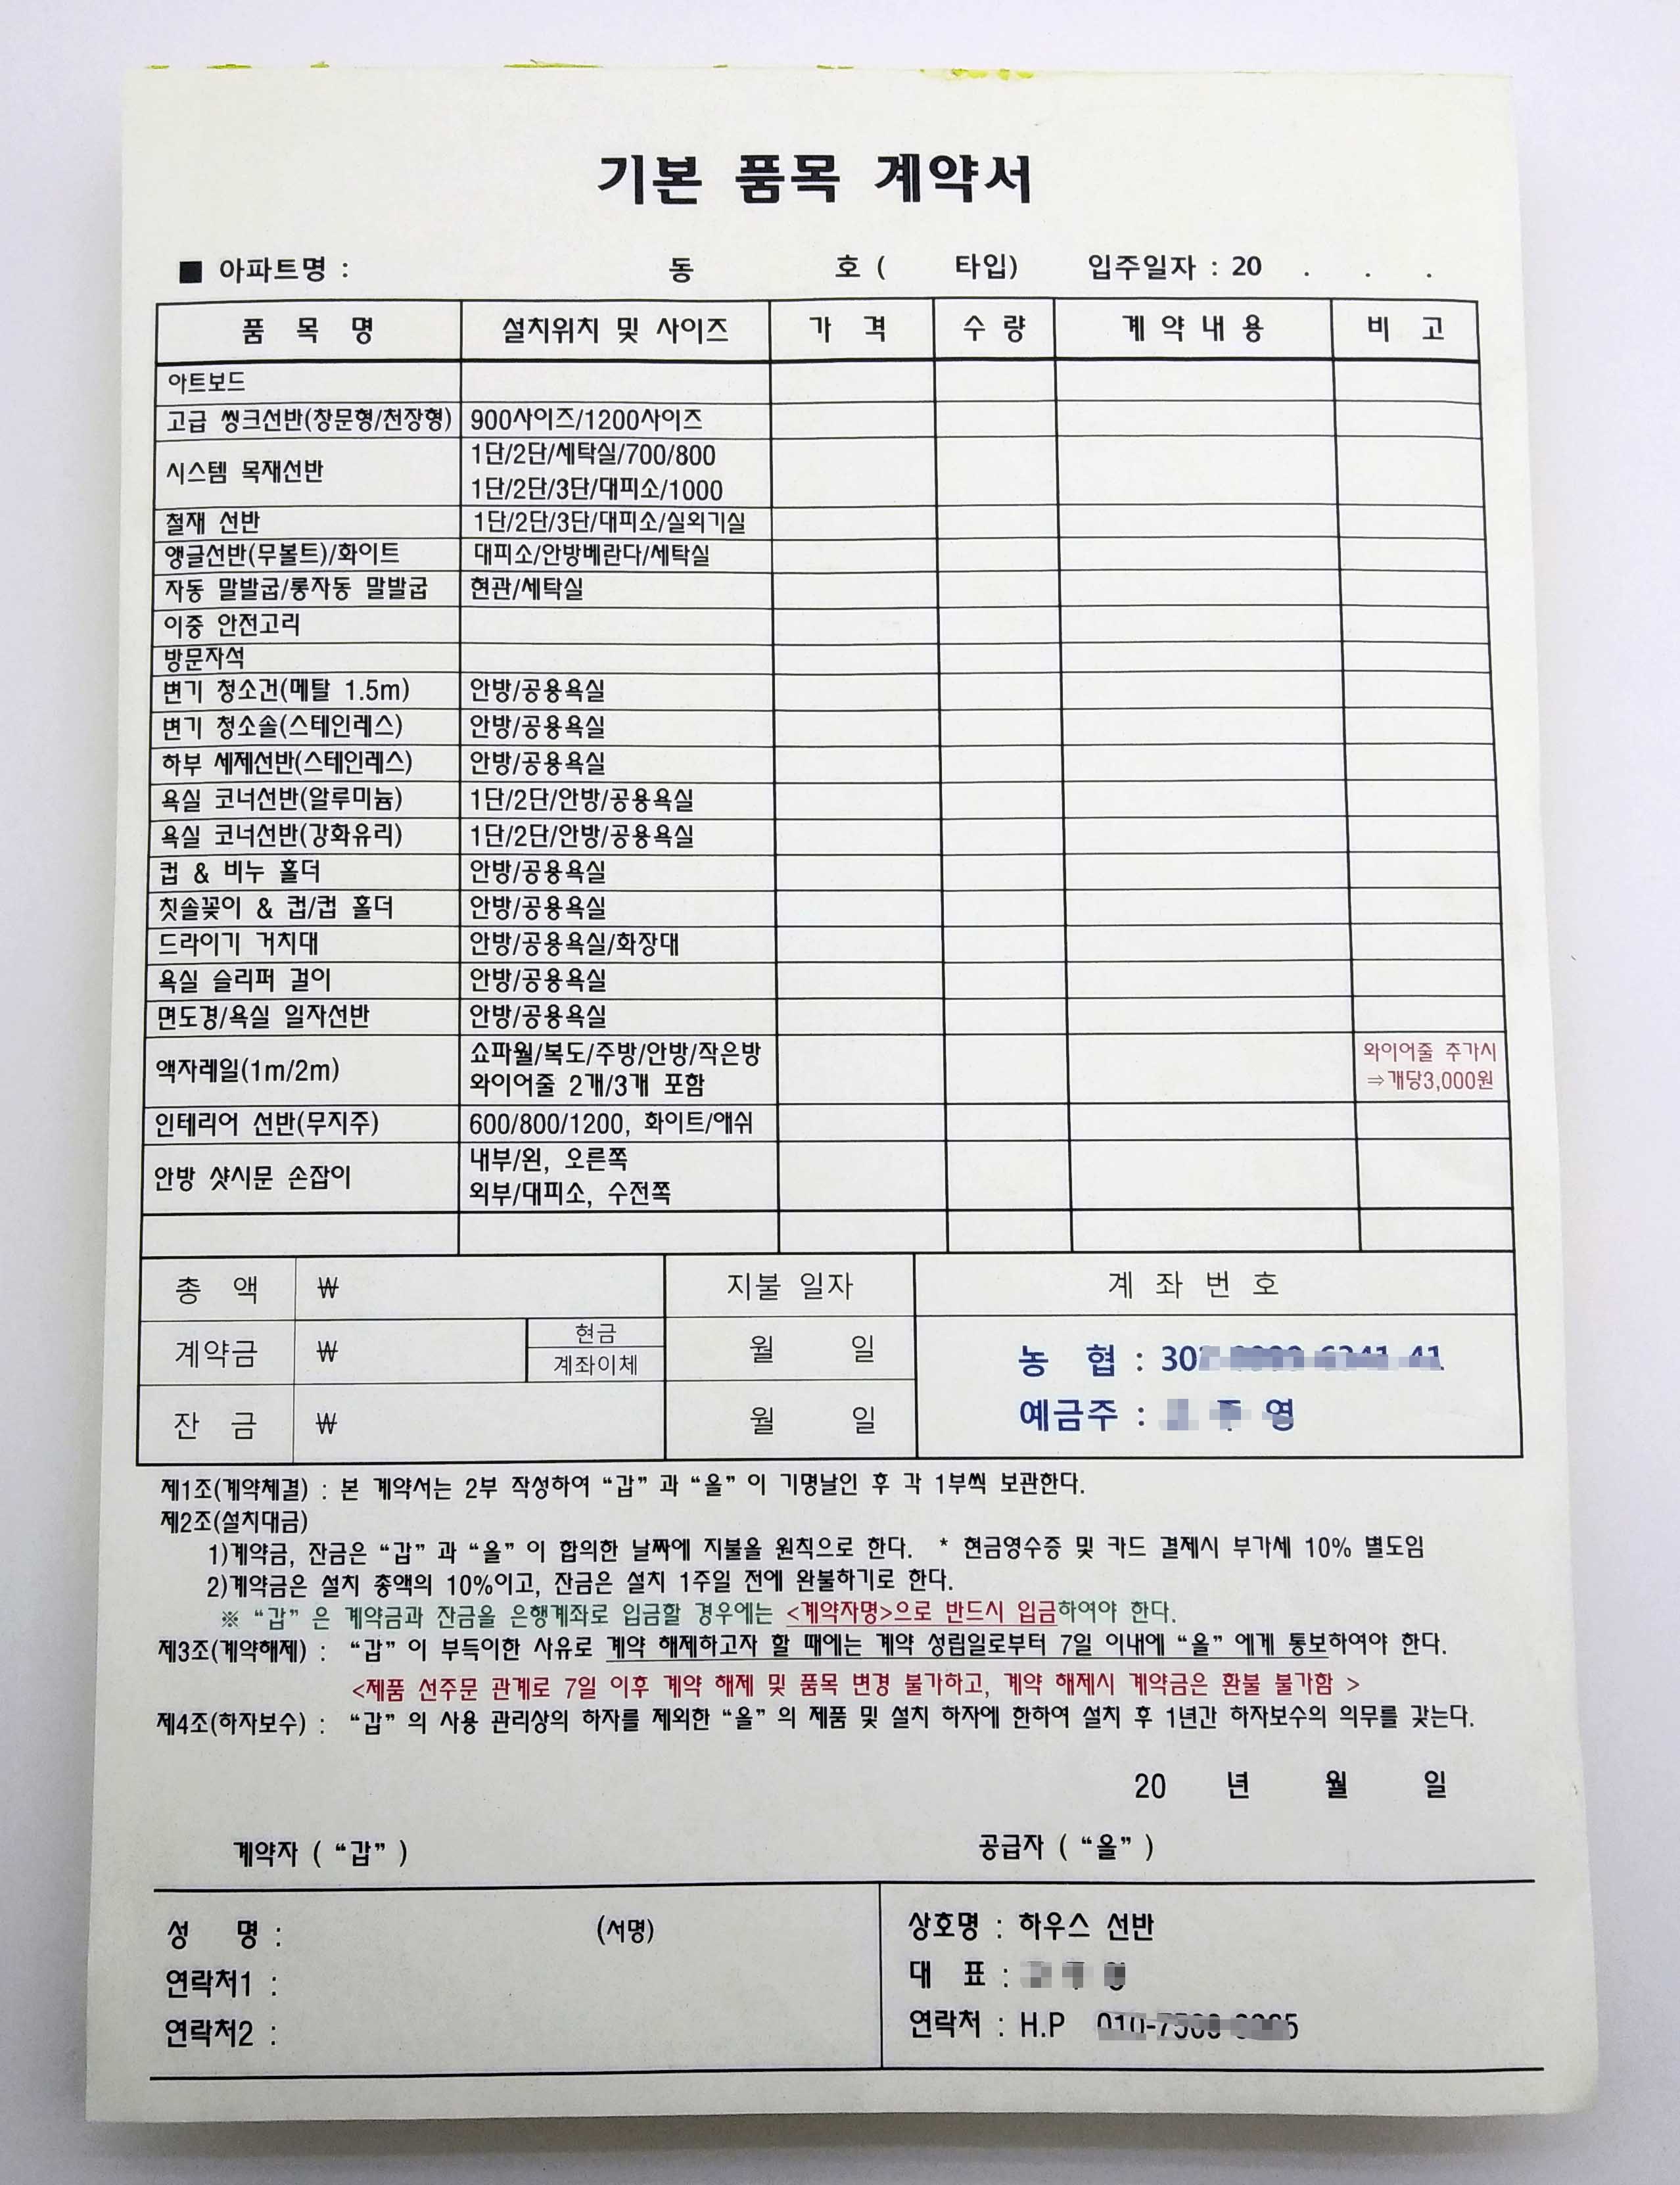 기본 품목 계약서
■ 아파트명 : 동 호 ( 타입) 입주일자 : 20 . . .
품 목 명 설치위치 및 사이즈 가 격 수 량 계 약 내 용 비 고
아트보드
고급 씽크선반(창문형/천장형) 900사이즈/1200사이즈
시스템 목재선반 1단/2단/세탁실/700/800
1단/2단/3단/대피소/1000
철재 선반 1단/2단/3단/대피소/실외기실
앵글선반(무볼트)/화이트 대피소/안방베란다/세탁실
자동 말발굽/롱자동 말발굽 현관/세탁실
이중 안전고리
방문자석
변기 청소건(메탈 1.5m) 안방/공용욕실
변기 청소솔(스테인레스) 안방/공용욕실
하부 세제선반(스테인레스) 안방/공용욕실
욕실 코너선반(알루미늄) 1단/2단/안방/공용욕실
욕실 코너선반(강화유리) 1단/2단/안방/공용욕실
컵 & 비누 홀더 안방/공용욕실
칫솔꽂이 & 컵/컵 홀더 안방/공용욕실
드라이기 거치대 안방/공용욕실/화장대
욕실 슬리퍼 걸이 안방/공용욕실
면도경/욕실 일자선반 안방/공용욕실
액자레일(1m/2m) 쇼파월/복도/주방/안방/작은방 와이어줄 추가시
와이어줄 2개/3개 포함 ⇒개당3,000원
인테리어 선반(무지주) 600/800/1200, 화이트/애쉬
안방 샷시문 손잡이 내부/왼, 오른쪽
외부/대피소, 수전쪽
총 액 ₩ 지불 일자 계 좌 번 호
계약금 ₩ 현금 월 일
계좌이체
농 협 :
잔 금 ₩ 월 일 예금주 :
제1조(계약체결) : 본 계약서는 2부 작성하여 “갑” 과 “을” 이 기명날인 후 각 1부씩 보관한다.
제2조(설치대금)
1)계약금, 잔금은 “갑” 과 “을” 이 합의한 날짜에 지불을 원칙으로 한다. * 현금영수증 및 카드 결제시 부가세 10% 별도임
2)계약금은 설치 총액의 10%이고, 잔금은 설치 1주일 전에 완불하기로 한다.
※ “갑” 은 계약금과 잔금을 은행계좌로 입금할 경우에는 <계약자명>으로 반드시 입금하여야 한다.
제3조(계약해제) : “갑” 이 부득이한 사유로 계약 해제하고자 할 때에는 계약 성립일로부터 7일 이내에 “을” 에게 통보하여야 한다.
<제품 선주문 관계로 7일 이후 계약 해제 및 품목 변경 불가하고, 계약 해제시 계약금은 환불 불가함 >
제4조(하자보수) : “갑” 의 사용 관리상의 하자를 제외한 “을” 의 제품 및 설치 하자에 한하여 설치 후 1년간 하자보수의 의무를 갖는다.
20 년 월 일
계약자 ( “갑” ) 공급자 ( “을” )
성 명 : (서명) 상호명 : 하우스 선반
연락처1 : 대 표 :
연락처2 : 연락처 : H.P